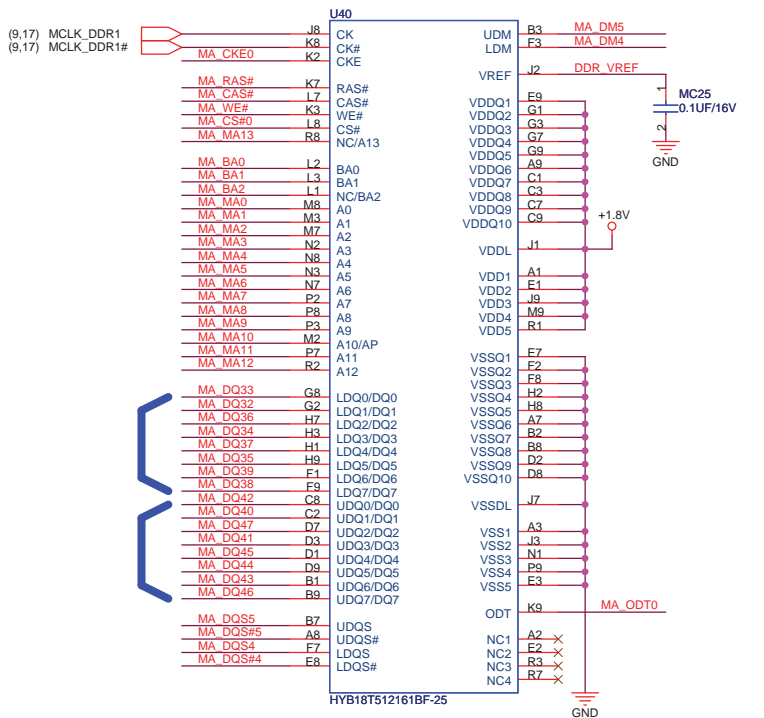 U40
(9,17) MCLK_DDR1 J8 CK
(9,17) MCLK_DDR1# K8 CK#
MA_CKE0 K2 CKE
MA_RAS# K7 RAS#
MA_CAS# L7 CAS#
MA_WE# K3 WE#
MA_CS#0 L8 CS#
MA_MA13 R8 NC/A13
MA_BA0 L2 BA0
MA_BA1 L3 BA1
MA_BA2 L1 NC/BA2
MA_MA0 M8 A0
MA_MA1 M3 A1
MA_MA2 M7 A2
MA_MA3 N2 A3
MA_MA4 N8 A4
MA_MA5 N3 A5
MA_MA6 N7 A6
MA_MA7 P2 A7
MA_MA8 P8 A8
MA_MA9 P3 A9
MA_MA10 M2 A10/AP
MA_MA11 P7 A11
MA_MA12 R2 A12
MA_DQ33 G8 LDQ0/DQ0
MA_DQ32 G2 LDQ1/DQ1
MA_DQ36 H7 LDQ2/DQ2
MA_DQ34 H3 LDQ3/DQ3
MA_DQ37 H1 LDQ4/DQ4
MA_DQ35 H9 LDQ5/DQ5
MA_DQ39 F1 LDQ6/DQ6
MA_DQ38 F9 LDQ7/DQ7
MA_DQ42 C8 UDQ0/DQ0
MA_DQ40 C2 UDQ1/DQ1
MA_DQ47 D7 UDQ2/DQ2
MA_DQ41 D3 UDQ3/DQ3
MA_DQ45 D1 UDQ4/DQ4
MA_DQ44 D9 UDQ5/DQ5
MA_DQ43 B1 UDQ6/DQ6
MA_DQ46 B9 UDQ7/DQ7
MA_DQS5 B7 UDQS
MA_DQS#5 A8 UDQS#
MA_DQS4 F7 LDQS
MA_DQS#4 E8 LDQS#
UDM B3 MA_DM5
LDM F3 MA_DM4
VREF J2 DDR_VREF
1
MC25
0.1UF/16V
2
GND
VDDQ1 E9
VDDQ2 G1
VDDQ3 G3
VDDQ4 G7
VDDQ5 G9
VDDQ6 A9
VDDQ7 C1
VDDQ8 C3
VDDQ9 C7
VDDQ10 C9
+1.8V
VDDL J1
VDD1 A1
VDD2 E1
VDD3 J9
VDD4 M9
VDD5 R1
VSSQ1 E7
VSSQ2 F2
VSSQ3 F8
VSSQ4 H2
VSSQ5 H8
VSSQ6 A7
VSSQ7 B2
VSSQ8 B8
VSSQ9 D2
VSSQ10 D8
VSSDL J7
VSS1 A3
VSS2 J3
VSS3 N1
VSS4 P9
VSS5 E3
ODT K9 MA_ODT0
NC1 A2
NC2 E2
NC3 R3
NC4 R7
GND
HYB18T512161BF-25